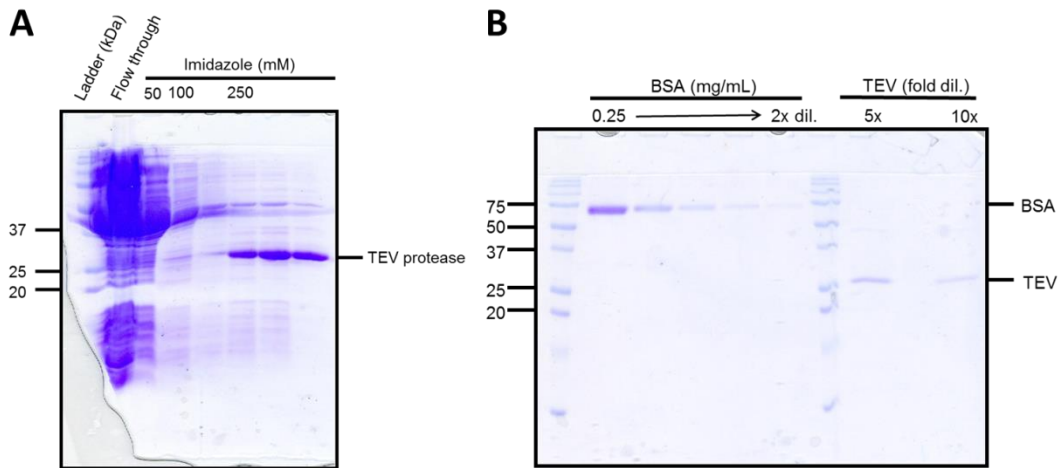 A
Ladder (kDa)
Flow through
Imidazole (mM)
50 100 250
37
25
20
TEV protease
B
BSA (mg/mL) TEV (fold dil.)
0.25 2x dil. 5x 10x
75
50
37
25
20
BSA
TEV